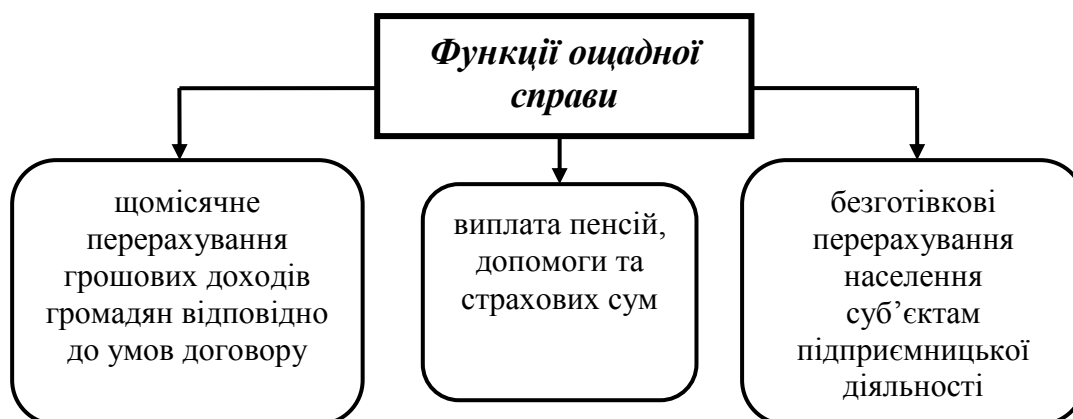 Функції ощадної
справи
щомісячне
перерахування
грошових доходів
громадян відповідно
до умов договору
виплата пенсій,
допомоги та
страхових сум
безготівкові
перерахування
населення
суб’єктам
підприємницької
діяльності